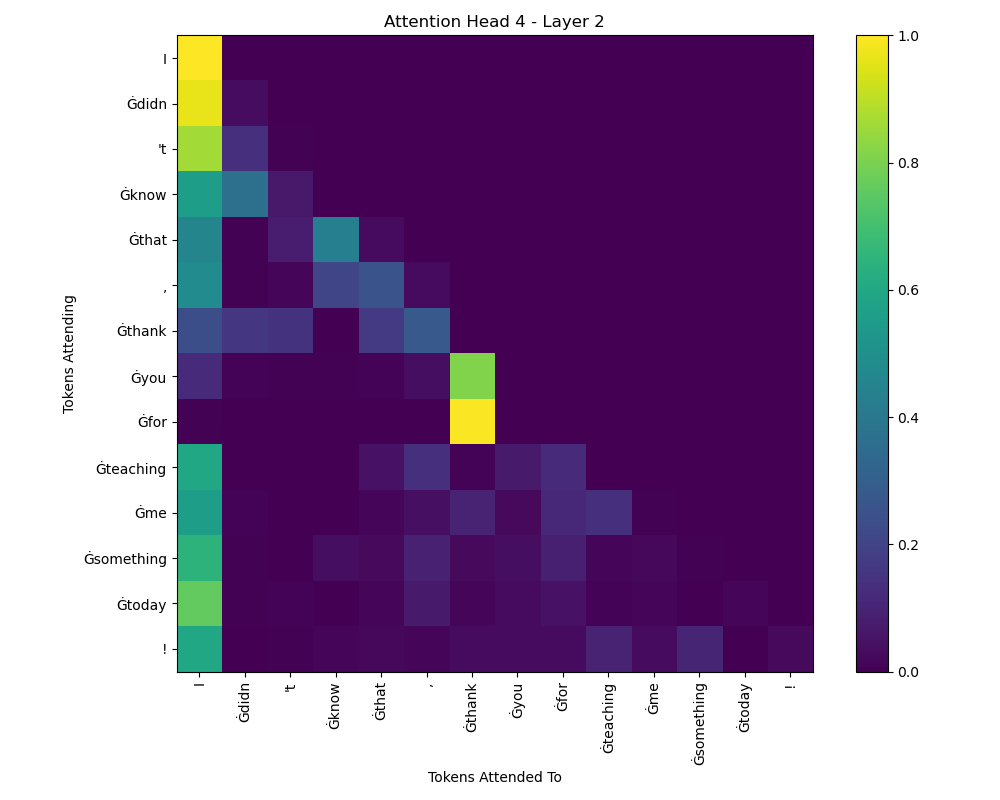 Attention Head 4 - Layer 2
I
Ġdidn
't
Ġknow
Ġthat
,
Ġthank
Ġyou
Ġfor
Ġteaching
Ġme
Ġsomething
Ġtoday
!
Tokens Attending
I
Ġdidn
't
Ġknow
Ġthat
,
Ġthank
Ġyou
Ġfor
Ġteaching
Ġme
Ġsomething
Ġtoday
!
Tokens Attended To
1.0
0.8
0.6
0.4
0.2
0.0